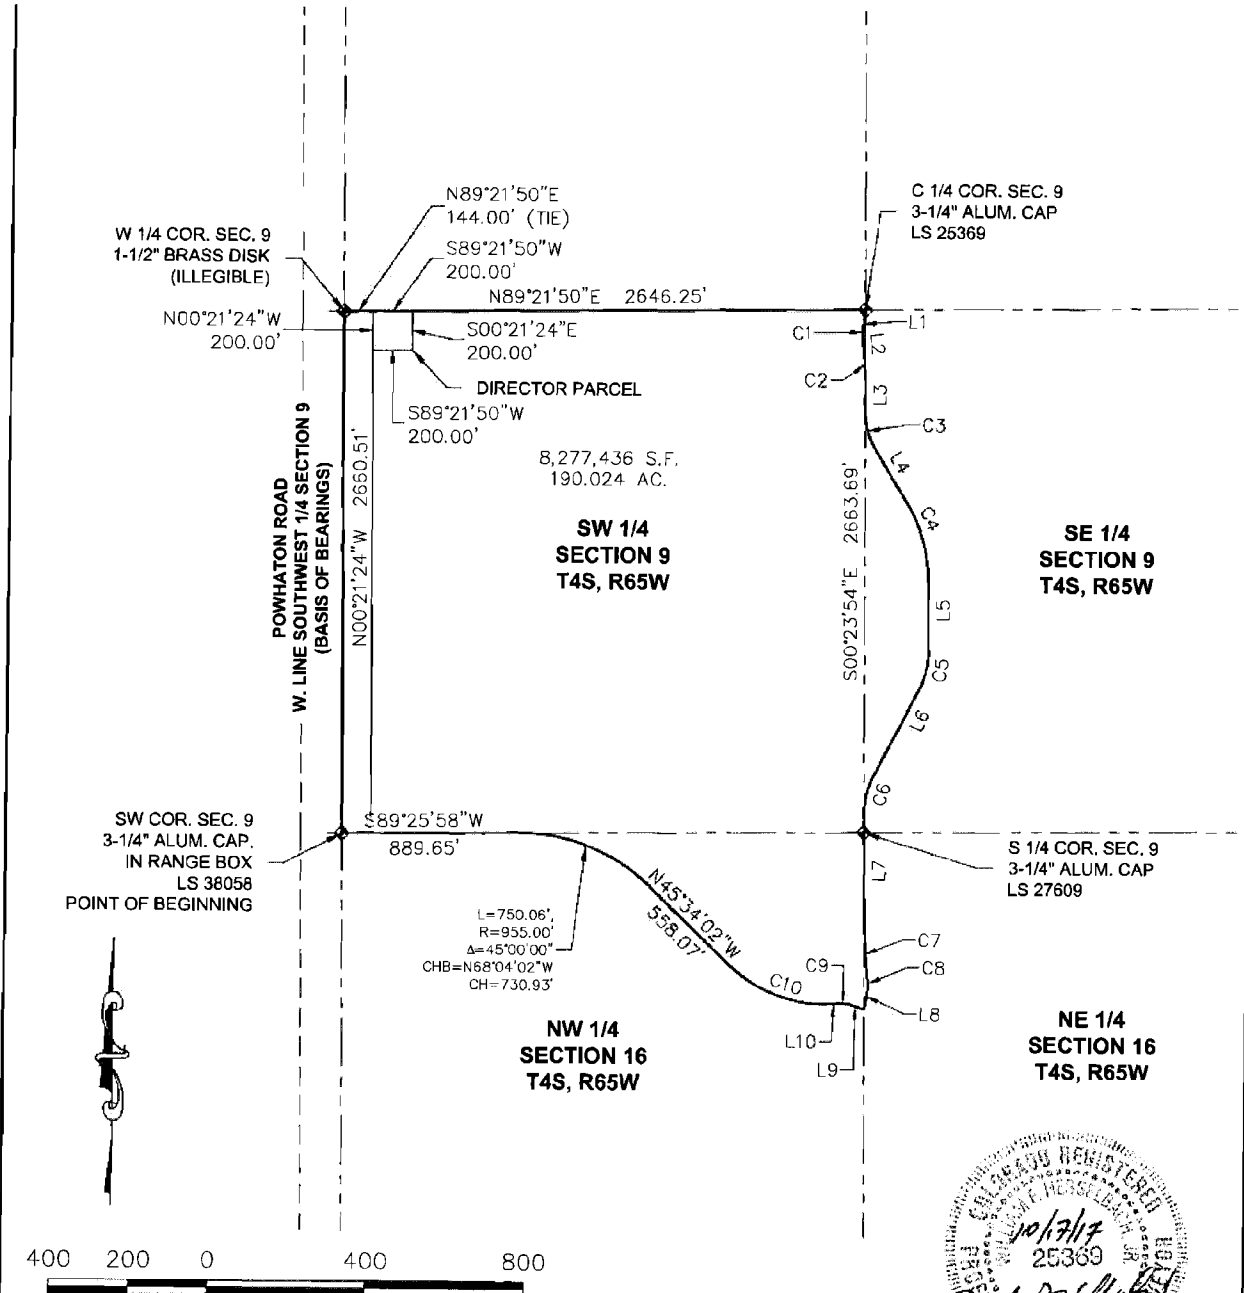 N89°21'50"E
144.00' (TIE)
S89°21'50"W
200.00'
C 1/4 COR. SEC. 9
3-1/4" ALUM. CAP
LS 25369
W 1/4 COR. SEC. 9
1-1/2" BRASS DISK
(ILLEGIBLE)
N89°21'50"E 2646.25'
N00°21'24"W
200.00'
S00°21'24"E
200.00'
DIRECTOR PARCEL
S89°21'50"W
200.00'
C1
L1
L2
C2
L3
C3
L4
C4
L5
C5
L6
C6
8,277,436 S.F.
190.024 AC.
POWHATON ROAD
W. LINE SOUTHWEST 1/4 SECTION 9
(BASIS OF BEARINGS)
N00°21'24"W 2660.51'
SW 1/4
SECTION 9
T4S, R65W
S00°23'54"E 2663.69'
SE 1/4
SECTION 9
T4S, R65W
SW COR. SEC. 9
3-1/4" ALUM. CAP.
IN RANGE BOX
LS 38058
POINT OF BEGINNING
S89°25'58"W
889.65'
S 1/4 COR. SEC. 9
3-1/4" ALUM. CAP
LS 27609
L7
L=750.06',
R=955.00'
Δ=45°00'00"
CHB=N68°04'02"W
CH=730.93'
N45°34'02"W
558.07'
C7
C8
L8
C9
C10
L10
L9
NW 1/4
SECTION 16
T4S, R65W
NE 1/4
SECTION 16
T4S, R65W
COLORADO REGISTERED
WILLIAM F. HESSELBACH, JR.
10/17/17
25369
400 200 0 400 800